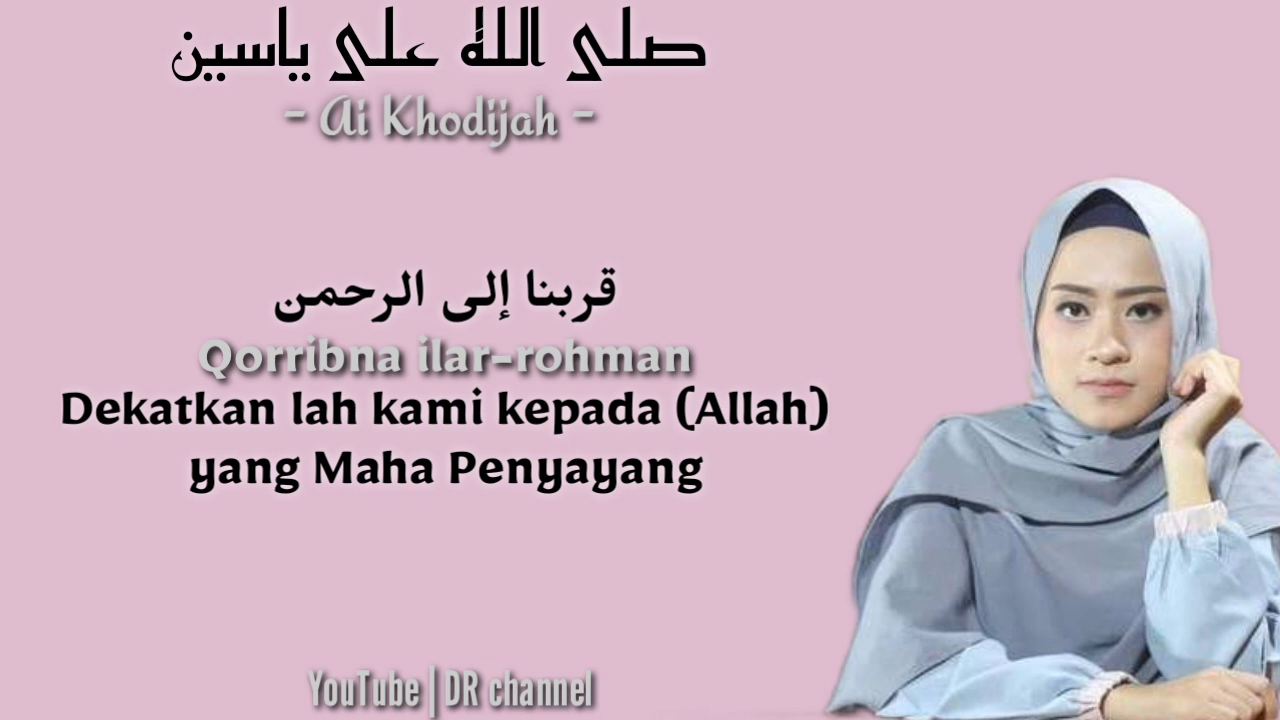 صلى الله على ياسين
- Ai Khodijah -
قربنا إلى الرحمن
Qorribna ilar-rohman
Dekatkan lah kami kepada (Allah)
yang Maha Penyayang
YouTube | DR channel